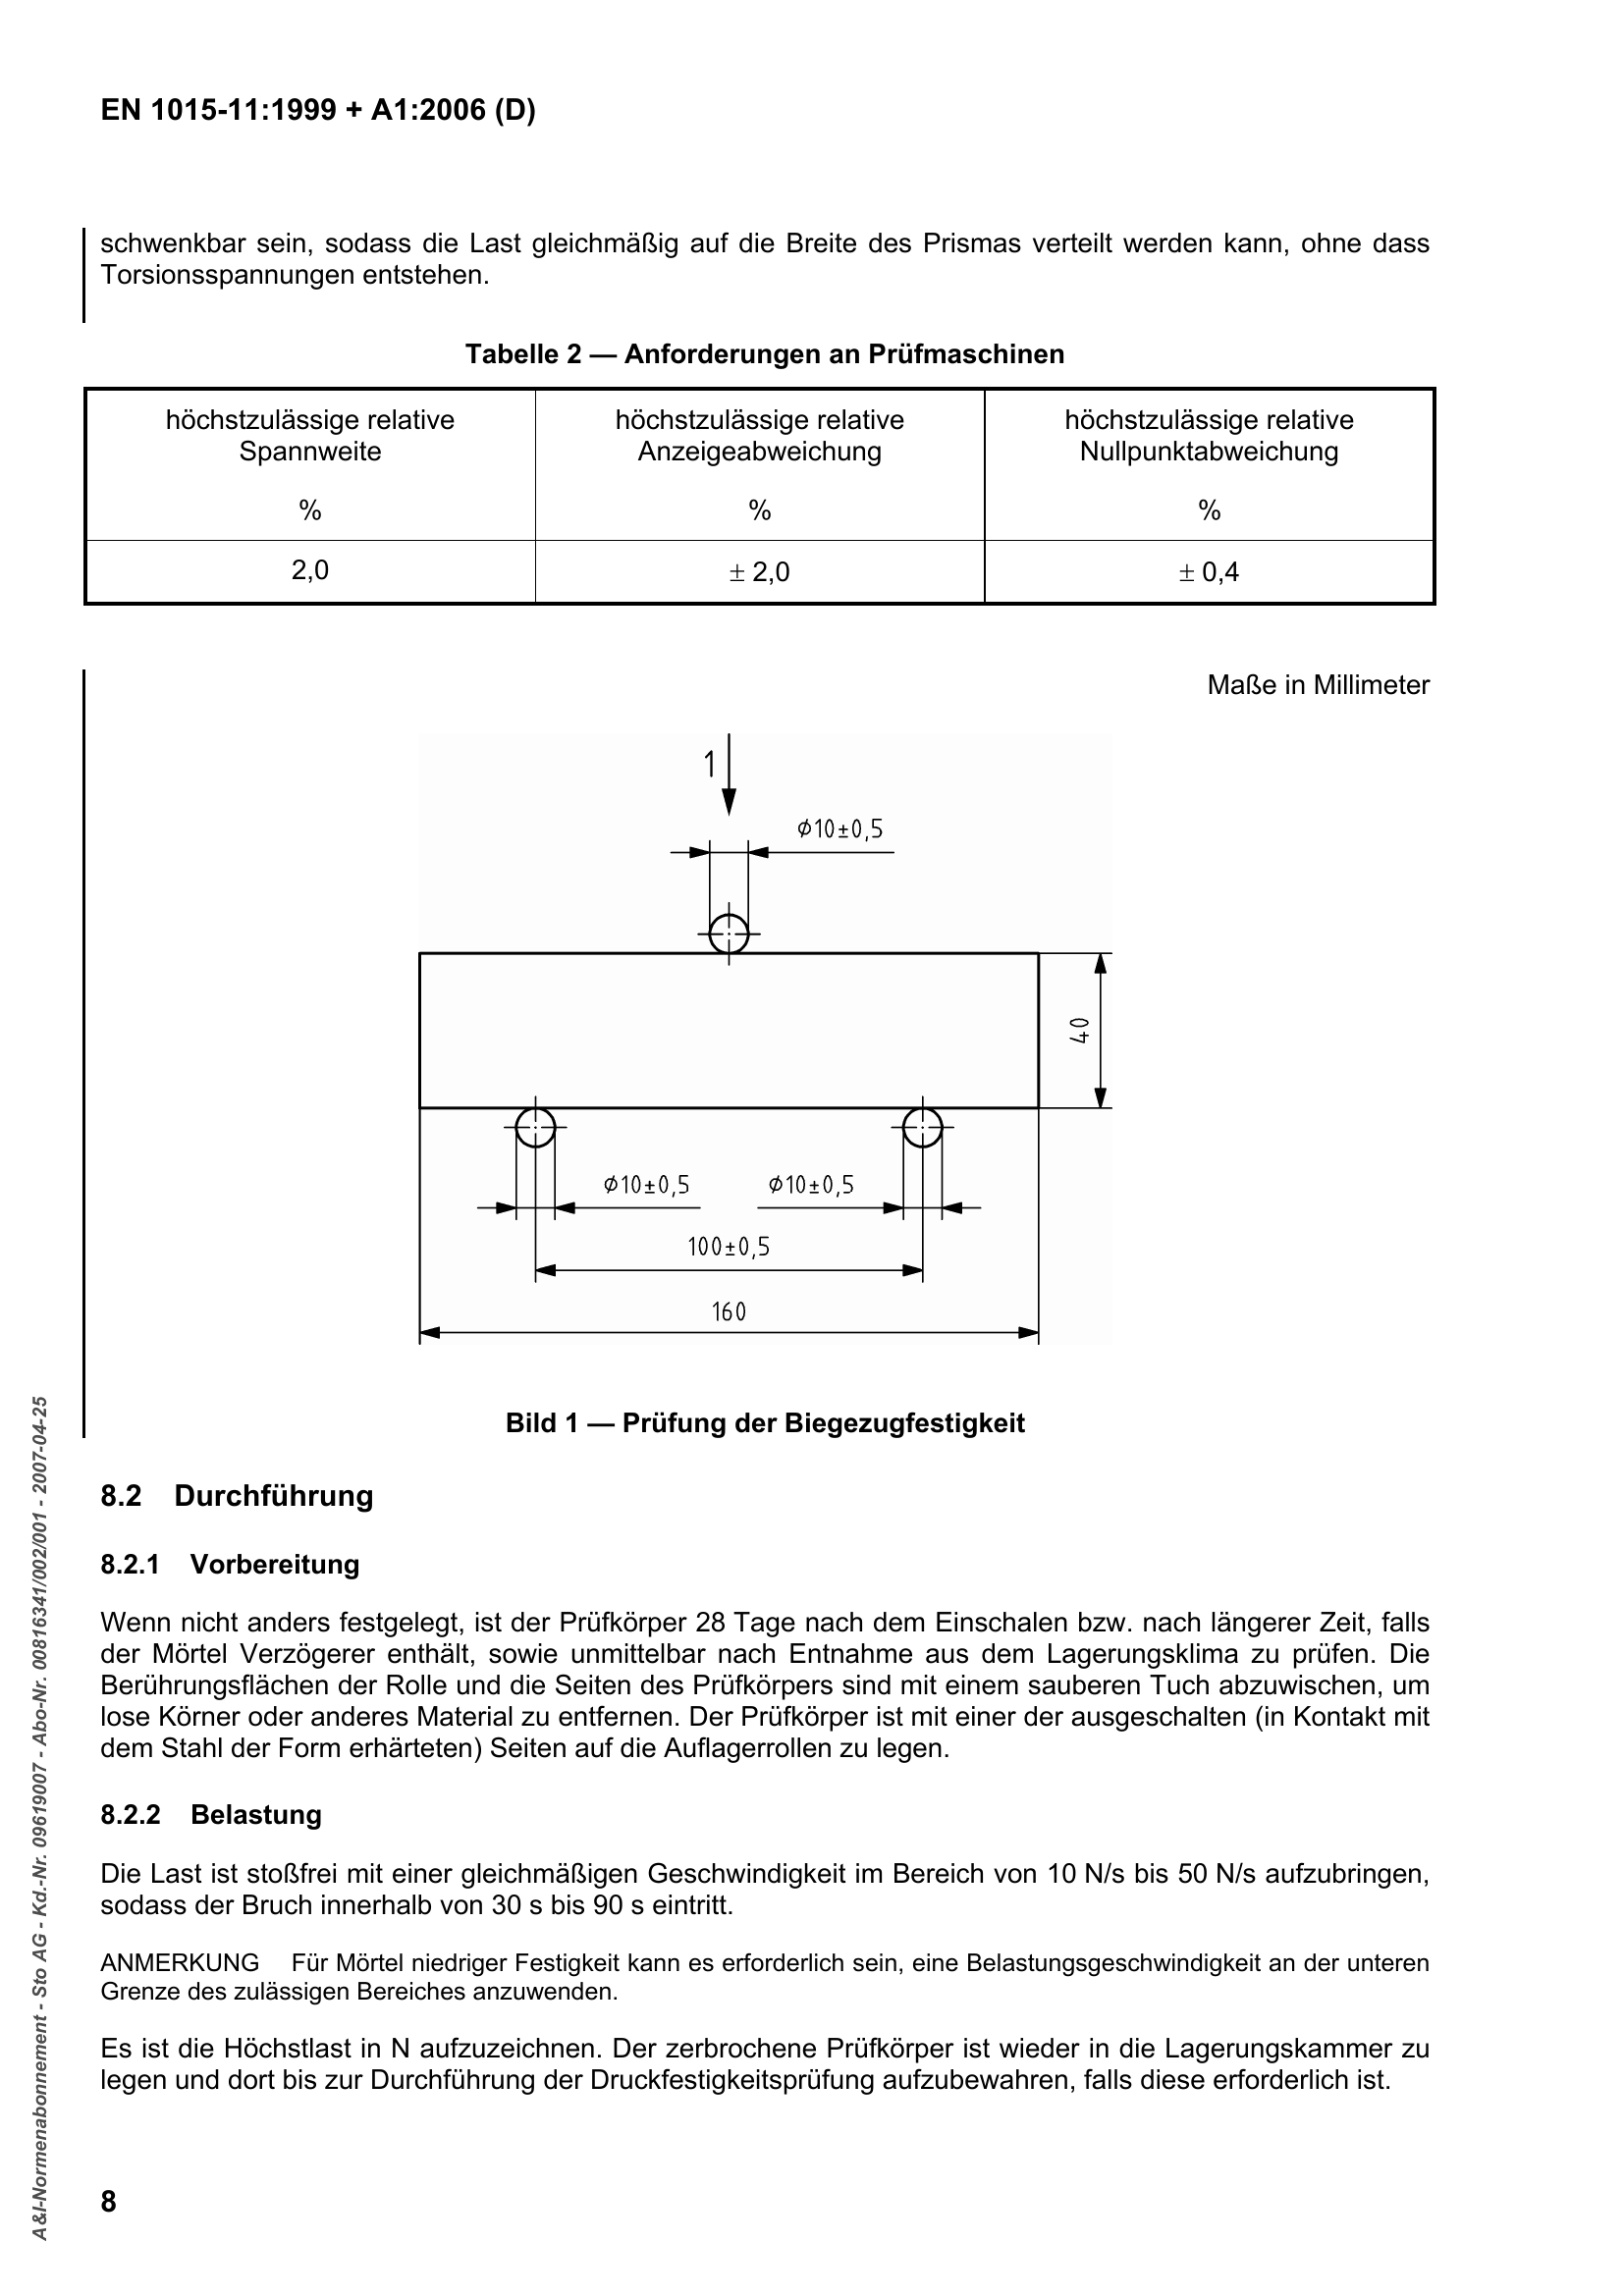 EN 1015-11:1999 + A1:2006 (D)
schwenkbar sein, sodass die Last gleichmäßig auf die Breite des Prismas verteilt werden kann, ohne dass
Torsionsspannungen entstehen.
Tabelle 2 — Anforderungen an Prüfmaschinen
höchstzulässige relative
Spannweite
%
höchstzulässige relative
Anzeigeabweichung
%
höchstzulässige relative
Nullpunktabweichung
%
2,0
± 2,0
± 0,4
Maße in Millimeter
1
⌀10±0,5
40
⌀10±0,5
⌀10±0,5
100±0,5
160
Bild 1 — Prüfung der Biegezugfestigkeit
8.2 Durchführung
8.2.1 Vorbereitung
Wenn nicht anders festgelegt, ist der Prüfkörper 28 Tage nach dem Einschalen bzw. nach längerer Zeit, falls
der Mörtel Verzögerer enthält, sowie unmittelbar nach Entnahme aus dem Lagerungsklima zu prüfen. Die
Berührungsflächen der Rolle und die Seiten des Prüfkörpers sind mit einem sauberen Tuch abzuwischen, um
lose Körner oder anderes Material zu entfernen. Der Prüfkörper ist mit einer der ausgeschalten (in Kontakt mit
dem Stahl der Form erhärteten) Seiten auf die Auflagerrollen zu legen.
8.2.2 Belastung
Die Last ist stoßfrei mit einer gleichmäßigen Geschwindigkeit im Bereich von 10 N/s bis 50 N/s aufzubringen,
sodass der Bruch innerhalb von 30 s bis 90 s eintritt.
ANMERKUNG Für Mörtel niedriger Festigkeit kann es erforderlich sein, eine Belastungsgeschwindigkeit an der unteren
Grenze des zulässigen Bereiches anzuwenden.
Es ist die Höchstlast in N aufzuzeichnen. Der zerbrochene Prüfkörper ist wieder in die Lagerungskammer zu
legen und dort bis zur Durchführung der Druckfestigkeitsprüfung aufzubewahren, falls diese erforderlich ist.
8
A&I-Normenabonnement - Sto AG - Kd.-Nr. 09619007 - Abo-Nr. 00816341/002/001 - 2007-04-25